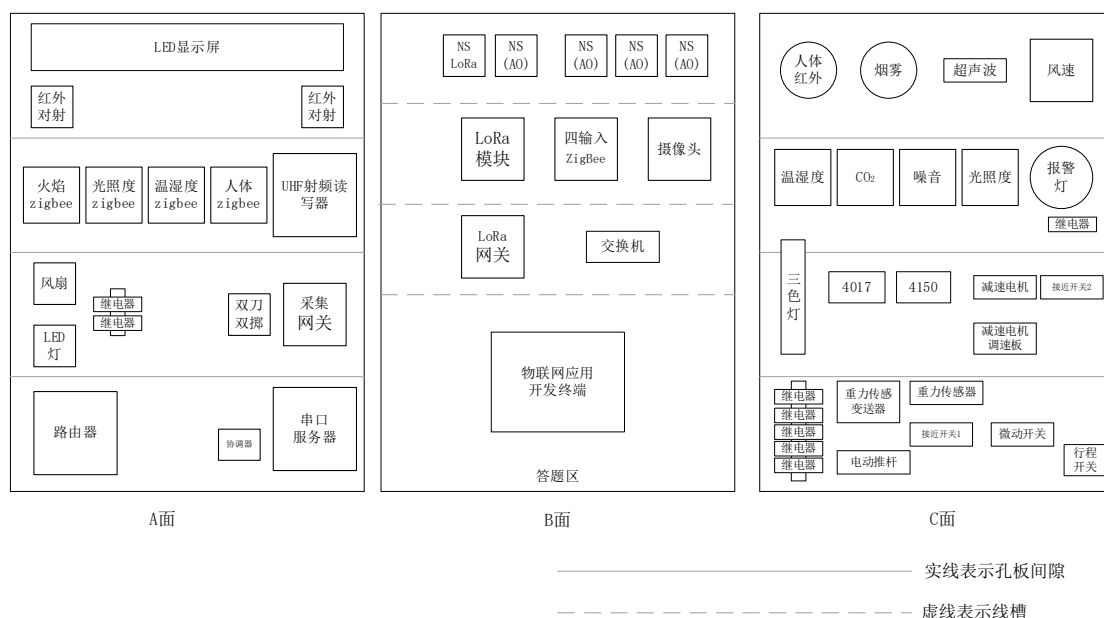 LED显示屏
红外
对射
红外
对射
火焰
zigbee
光照度
zigbee
温湿度
zigbee
人体
zigbee
UHF射频读
写器
风扇
继电器
继电器
LED
灯
双刀
双掷
采集
网关
路由器
协调器
串口
服务器
A面
NS
LoRa
NS
(AO)
NS
(AO)
NS
(AO)
NS
(AO)
LoRa
模块
四输入
ZigBee
摄像头
LoRa
网关
交换机
物联网应用
开发终端
答题区
B面
人体
红外
烟雾
超声波
风速
温湿度
CO₂
噪音
光照度
报警
灯
继电器
三
色
灯
4017
4150
减速电机
接近开关2
减速电机
调速板
继电器
继电器
继电器
继电器
继电器
重力传感
变送器
重力传感器
接近开关1
微动开关
电动推杆
行程
开关
C面
实线表示孔板间隙
虚线表示线槽